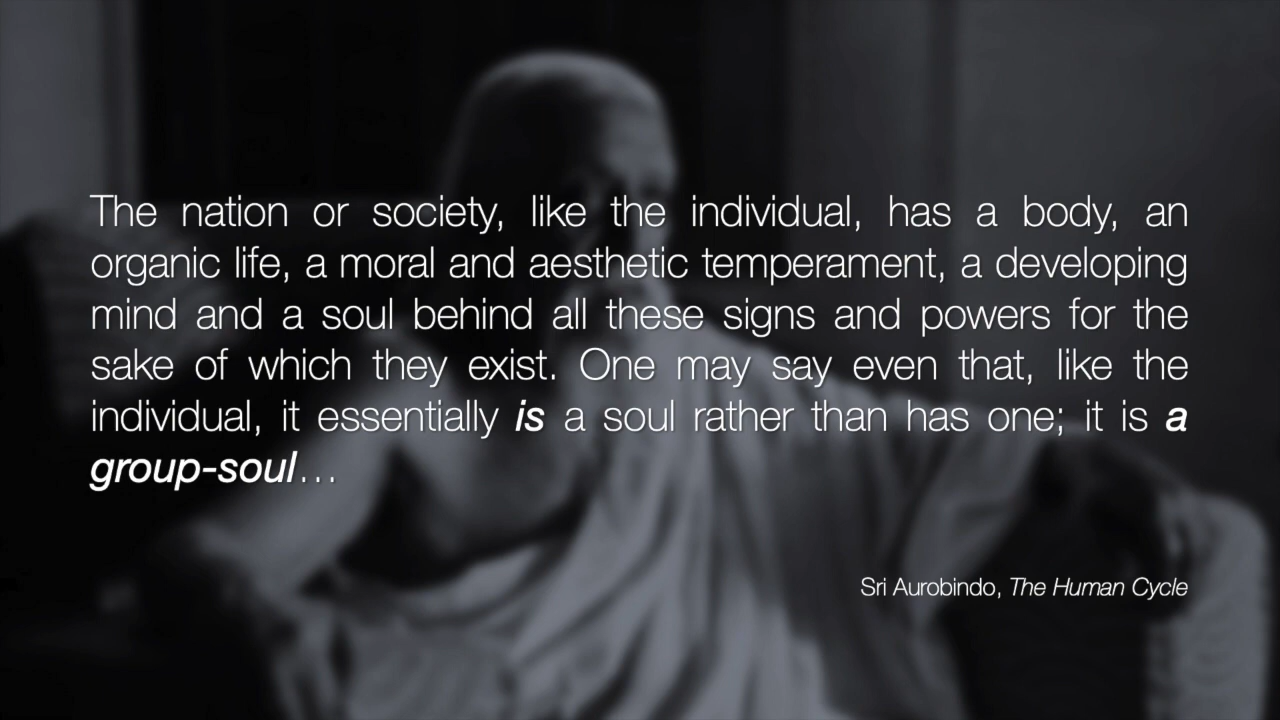 The nation or society, like the individual, has a body, an
organic life, a moral and aesthetic temperament, a developing
mind and a soul behind all these signs and powers for the
sake of which they exist. One may say even that, like the
individual, it essentially is a soul rather than has one; it is a
group-soul…
Sri Aurobindo, The Human Cycle